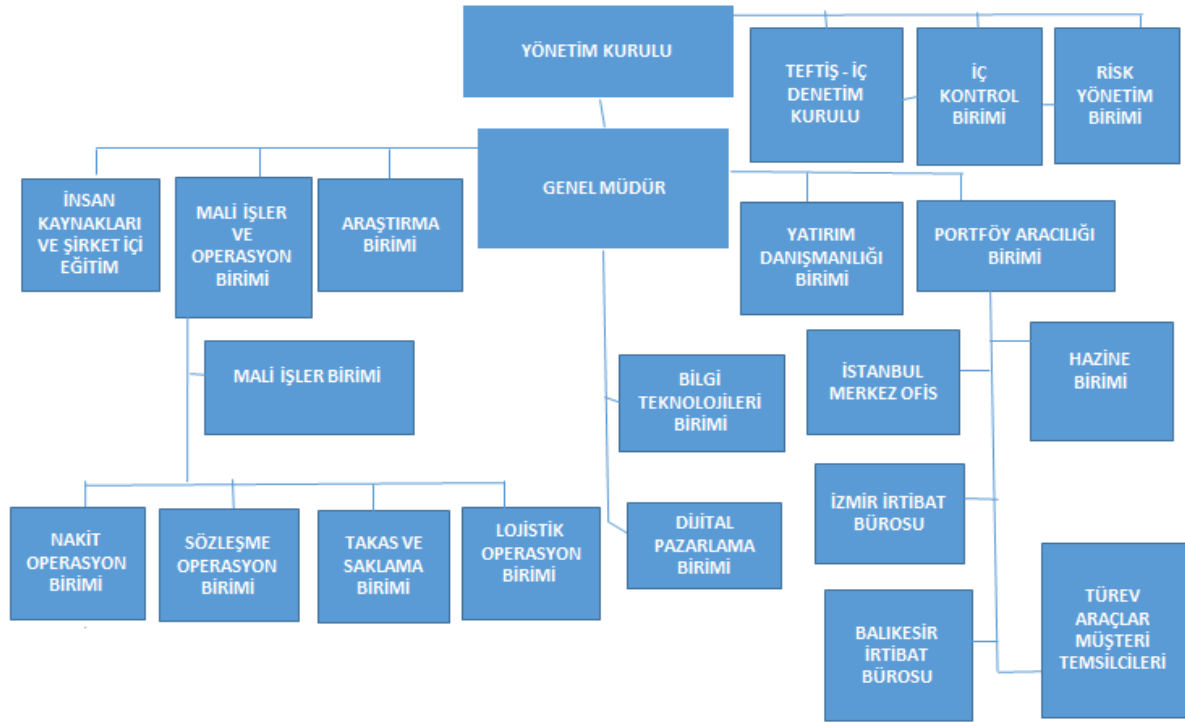 YÖNETİM KURULU
TEFTİŞ - İÇ
DENETİM
KURULU
İÇ
KONTROL
BİRİMİ
RİSK
YÖNETİM
BİRİMİ
GENEL MÜDÜR
İNSAN
KAYNAKLARI
VE ŞİRKET İÇİ
EĞİTİM
MALİ İŞLER
VE
OPERASYON
BİRİMİ
ARAŞTIRMA
BİRİMİ
YATIRIM
DANIŞMANLIĞI
BİRİMİ
PORTFÖY ARACILIĞI
BİRİMİ
MALİ İŞLER BİRİMİ
BİLGİ
TEKNOLOJİLERİ
BİRİMİ
İSTANBUL
MERKEZ OFİS
HAZİNE
BİRİMİ
NAKİT
OPERASYON
BİRİMİ
SÖZLEŞME
OPERASYON
BİRİMİ
TAKAS VE
SAKLAMA
BİRİMİ
LOJİSTİK
OPERASYON
BİRİMİ
DİJİTAL
PAZARLAMA
BİRİMİ
İZMİR İRTİBAT
BÜROSU
BALIKESİR
İRTİBAT
BÜROSU
TÜREV
ARAÇLAR
MÜŞTERİ
TEMSİLCİLERİ